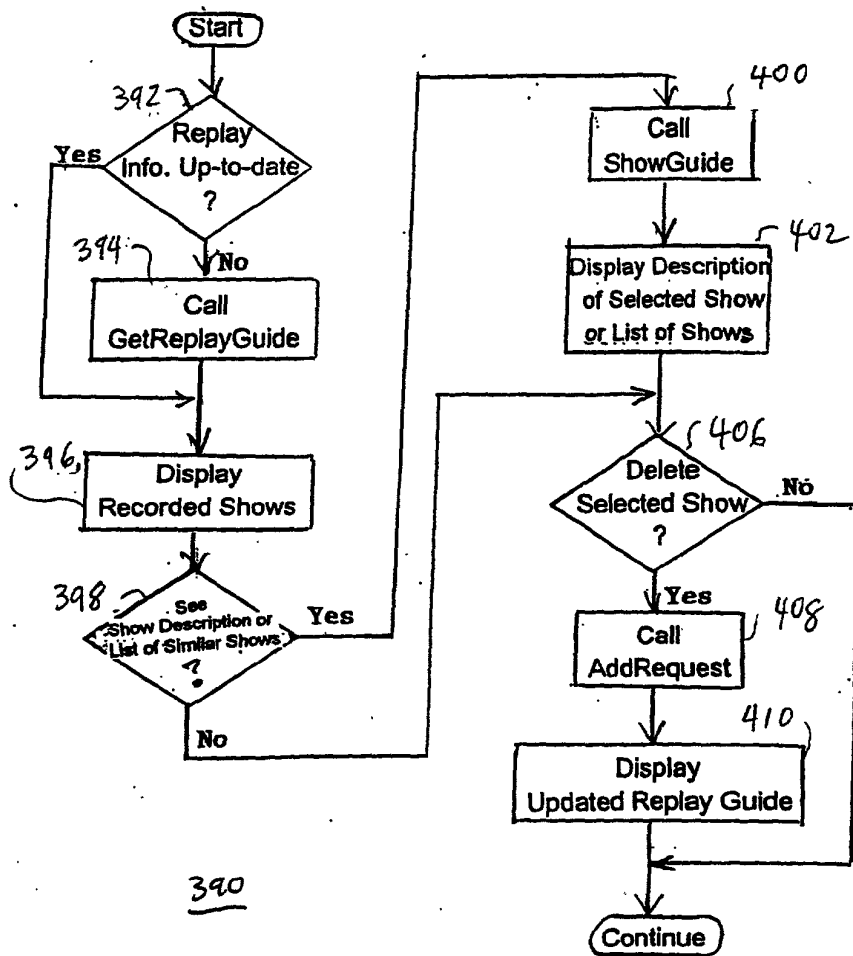 Start
392
Replay
Info. Up-to-date
?
Yes
No
394
Call
GetReplayGuide
396
Display
Recorded Shows
398
See
Show Description or
List of Similar Shows
?
Yes
No
400
Call
ShowGuide
402
Display Description
of Selected Show
or List of Shows
406
Delete
Selected Show
?
No
Yes
408
Call
AddRequest
410
Display
Updated Replay Guide
Continue
390